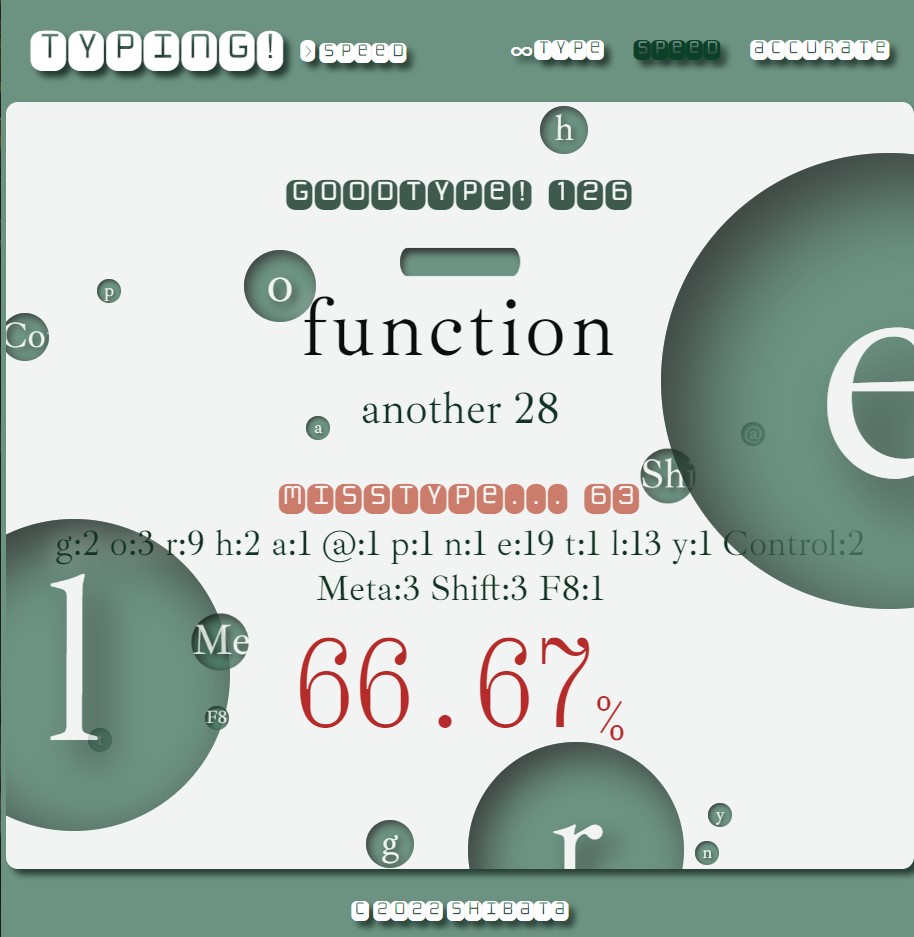 TYPING! >SPEED ∞TYPe SPeeD aCCURaTe
h
GOODTYPe! 126
o
p
Co
function
e
another 28
a
@
Shi
MISSTYPe... 63
g:2 o:3 r:9 h:2 a:1 @:1 p:1 n:1 e:19 t:1 l:13 y:1 Control:2
Meta:3 Shift:3 F8:1
l
Me
66.67%
F8
t
y
g
r
n
C 2022 SHIBaTa